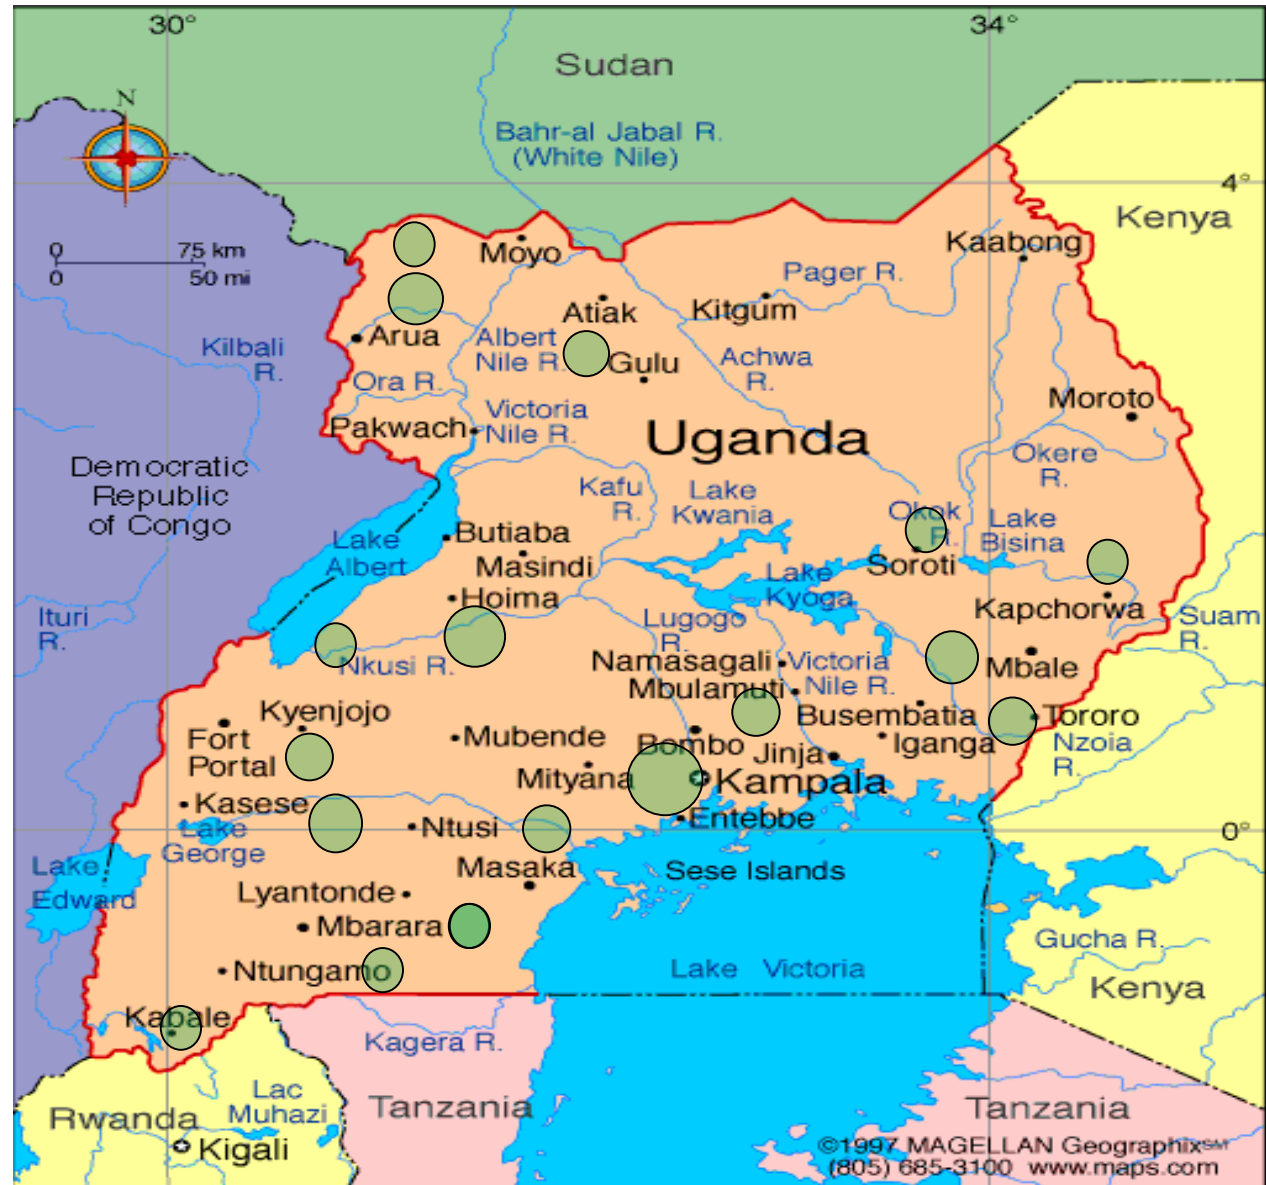 30°
34°
Sudan
N
Bahr-al Jabal R.
(White Nile)
4°
Kenya
0
75 km
0
50 mi
Moyo
Kaabong
Pager R.
Atiak
Kitgum
Arua
Albert
Nile R.
Kilbali
R.
Gulu
Achwa
R.
Ora R.
Moroto
Victoria
Nile R.
Pakwach
Uganda
Okere
R.
Democratic
Republic
of Congo
Kafu
R.
Lake
Kwania
Okok
R.
Lake
Bisina
Butiaba
Lake
Albert
Masindi
Soroti
Lake
Kyoga
Hoima
Kapchorwa
Ituri
R.
Lugogo
R.
Suam
R.
Nkusi R.
Namasagali
Victoria
Nile R.
Mbale
Mbulamuti
Kyenjojo
Busembatia
Tororo
Fort
Portal
Mubende
Bombo
Jinja
Iganga
Nzoia
R.
Mityana
Kampala
Kasese
Entebbe
Ntusi
0°
Lake
George
Lake
Edward
Masaka
Sese Islands
Lyantonde
Mbarara
Gucha R.
Ntungamo
Lake Victoria
Kenya
Kabale
Kagera R.
Lac
Muhazi
Rwanda
Tanzania
Tanzania
Kigali
©1997 MAGELLAN Geographix℠
(805) 685-3100 www.maps.com